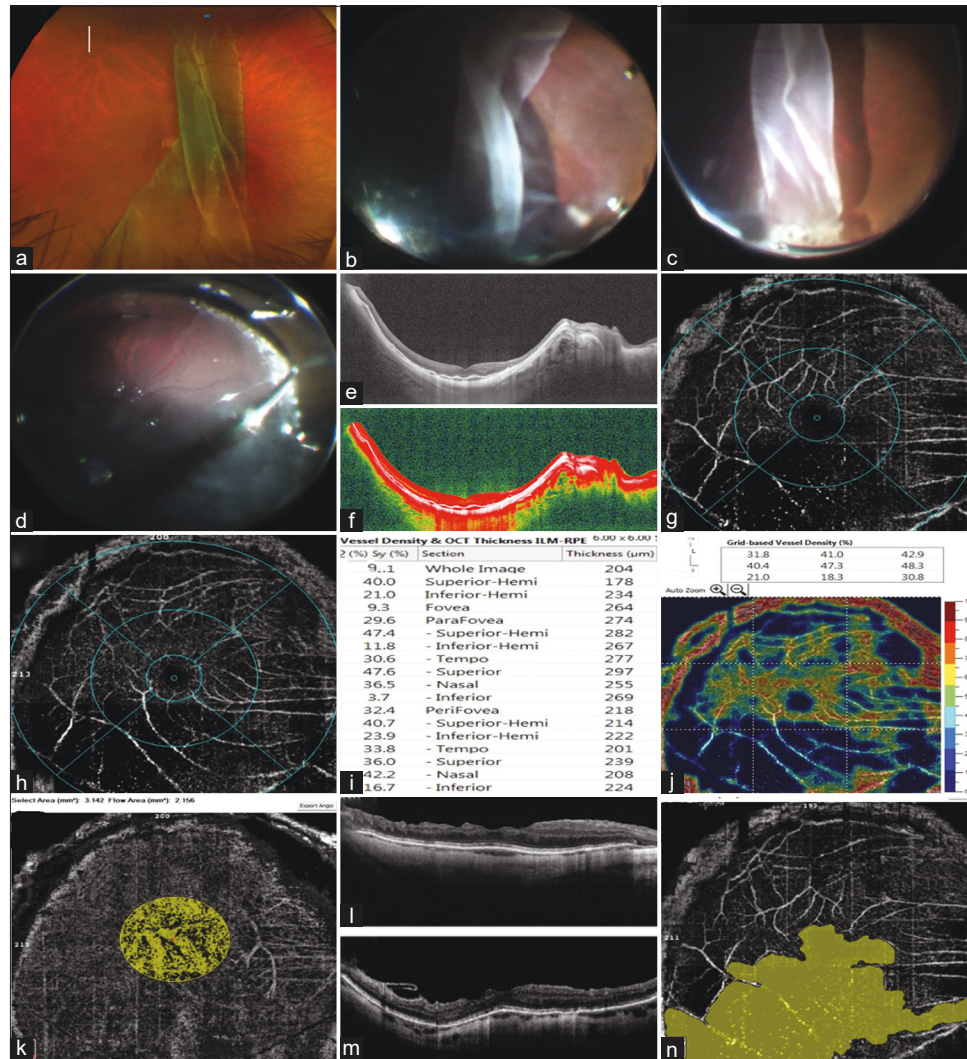 a
b
c
d
e
f
g
h
200
213
i
Vessel Density & OCT Thickness ILM-RPE 6.00 x 6.00
(%) Sy (%) Section Thickness (µm)
Whole Image 204
40.0 Superior-Hemi 178
21.0 Inferior-Hemi 234
9.3 Fovea 264
29.6 ParaFovea 274
47.4 - Superior-Hemi 282
11.8 - Inferior-Hemi 267
30.6 - Tempo 277
47.6 - Superior 297
36.5 - Nasal 255
3.7 - Inferior 269
32.4 PeriFovea 218
40.7 - Superior-Hemi 214
23.9 - Inferior-Hemi 222
33.8 - Tempo 201
36.0 - Superior 239
42.2 - Nasal 208
16.7 - Inferior 224
Grid-based Vessel Density (%)
31.8 41.0 42.9
40.4 47.3 48.3
21.0 18.3 30.8
L
Auto Zoom
j
Select Area (mm²): 3.142 Flow Area (mm²): 2.156
Export Angio
200
k
l
m
197
211
n